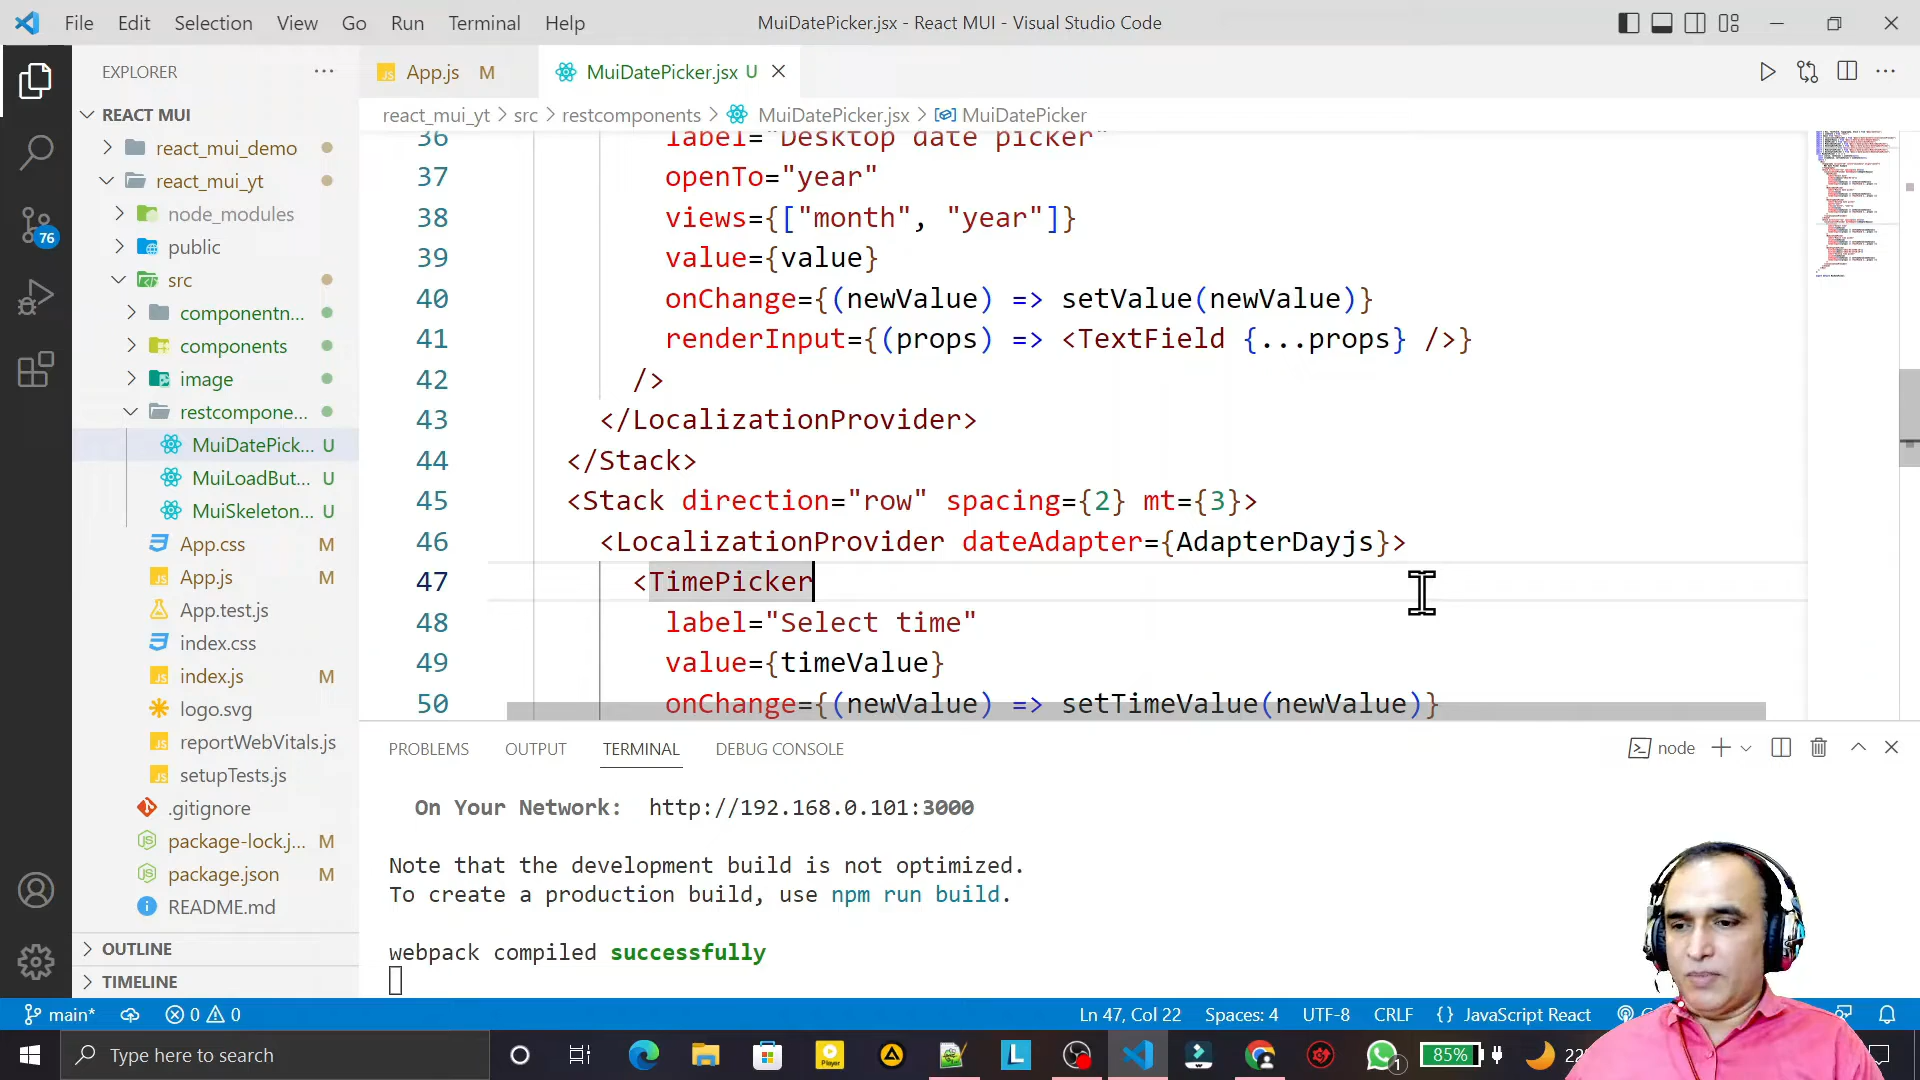 File Edit Selection View Go Run Terminal Help
MuiDatePicker.jsx - React MUI - Visual Studio Code
EXPLORER
REACT MUI
react_mui_demo
react_mui_yt
node_modules
public
src
componentn...
components
image
restcompone...
MuiDatePick... U
MuiLoadBut... U
MuiSkeleton... U
App.css M
App.js M
App.test.js
index.css
index.js M
logo.svg
reportWebVitals.js
setupTests.js
.gitignore
package-lock.j... M
package.json M
README.md
OUTLINE
TIMELINE
76
App.js M
MuiDatePicker.jsx U
react_mui_yt > src > restcomponents > MuiDatePicker.jsx > MuiDatePicker
36 label="Desktop date picker"
37 openTo="year"
38 views={["month", "year"]}
39 value={value}
40 onChange={(newValue) => setValue(newValue)}
41 renderInput={(props) => <TextField {...props} />}
42 />
43 </LocalizationProvider>
44 </Stack>
45 <Stack direction="row" spacing={2} mt={3}>
46 <LocalizationProvider dateAdapter={AdapterDayjs}>
47 <TimePicker
48 label="Select time"
49 value={timeValue}
50 onChange={(newValue) => setTimeValue(newValue)}
PROBLEMS OUTPUT TERMINAL DEBUG CONSOLE
node
On Your Network: http://192.168.0.101:3000
Note that the development build is not optimized.
To create a production build, use npm run build.
webpack compiled successfully
main* 0 0
Ln 47, Col 22 Spaces: 4 UTF-8 CRLF {} JavaScript React
Type here to search
Player
L
1
85%